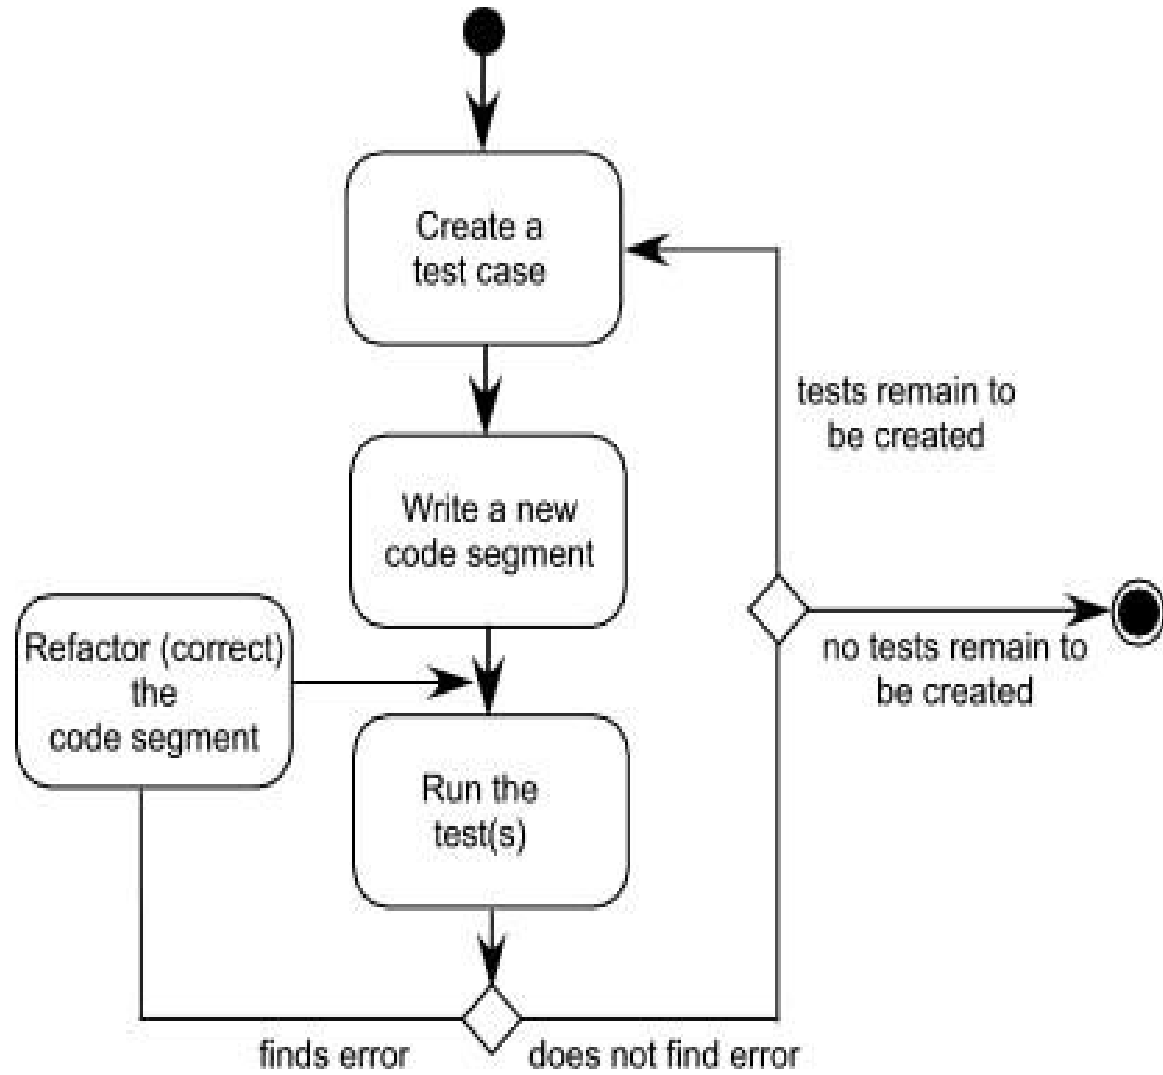 Create a
test case
tests remain to
be created
Write a new
code segment
Refactor (correct)
the
code segment
no tests remain to
be created
Run the
test(s)
finds error
does not find error